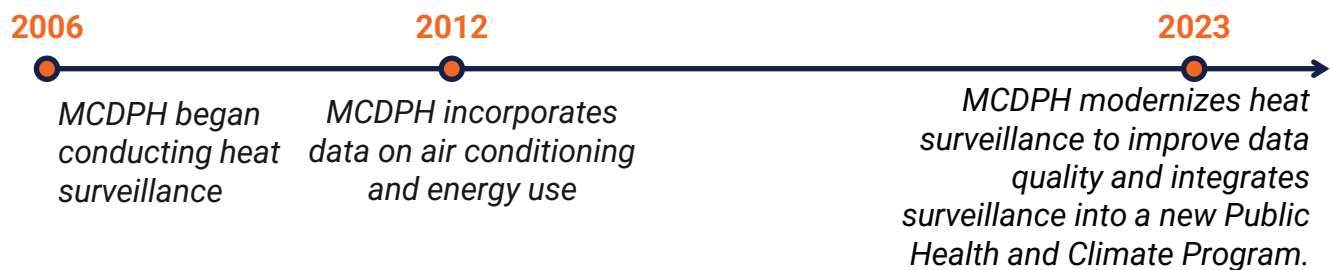 2006
MCDPH began
conducting heat
surveillance
2012
MCDPH incorporates
data on air conditioning
and energy use
2023
MCDPH modernizes heat
surveillance to improve data
quality and integrates
surveillance into a new Public
Health and Climate Program.